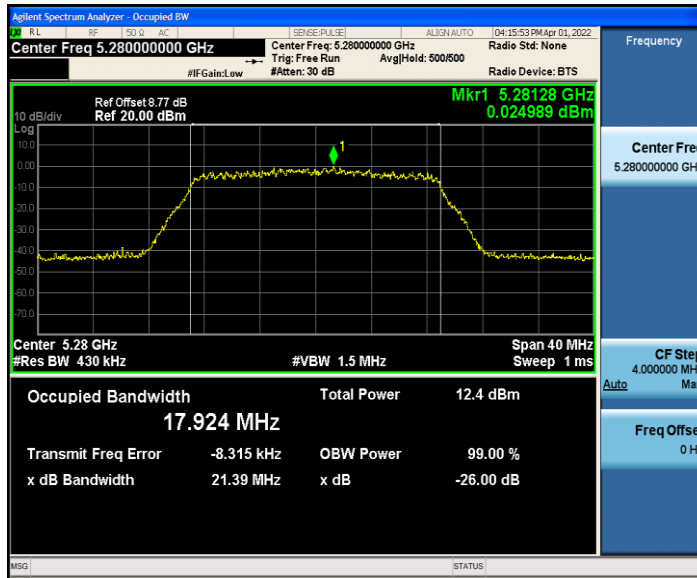 Agilent Spectrum Analyzer - Occupied BW
RL RF 50 Ω AC SENSE:PULSE ALIGN AUTO 04:15:53 PM Apr 01, 2022
Center Freq 5.280000000 GHz
Center Freq: 5.280000000 GHz Radio Std: None
Trig: Free Run Avg|Hold: 500/500
#IFGain:Low #Atten: 30 dB Radio Device: BTS
Frequency
Mkr1 5.28128 GHz
0.024989 dBm
Ref Offset 8.77 dB
10 dB/div Ref 20.00 dBm
Log
10.0
0.00
-10.0
-20.0
-30.0
-40.0
-50.0
-60.0
-70.0
1
Center 5.28 GHz Span 40 MHz
#Res BW 430 kHz #VBW 1.5 MHz Sweep 1 ms
Occupied Bandwidth Total Power 12.4 dBm
17.924 MHz
Transmit Freq Error -8.315 kHz OBW Power 99.00 %
x dB Bandwidth 21.39 MHz x dB -26.00 dB
Center Fre
5.280000000 GH
CF Step
4.000000 MH
Auto Ma
Freq Offse
0 H
MSG STATUS